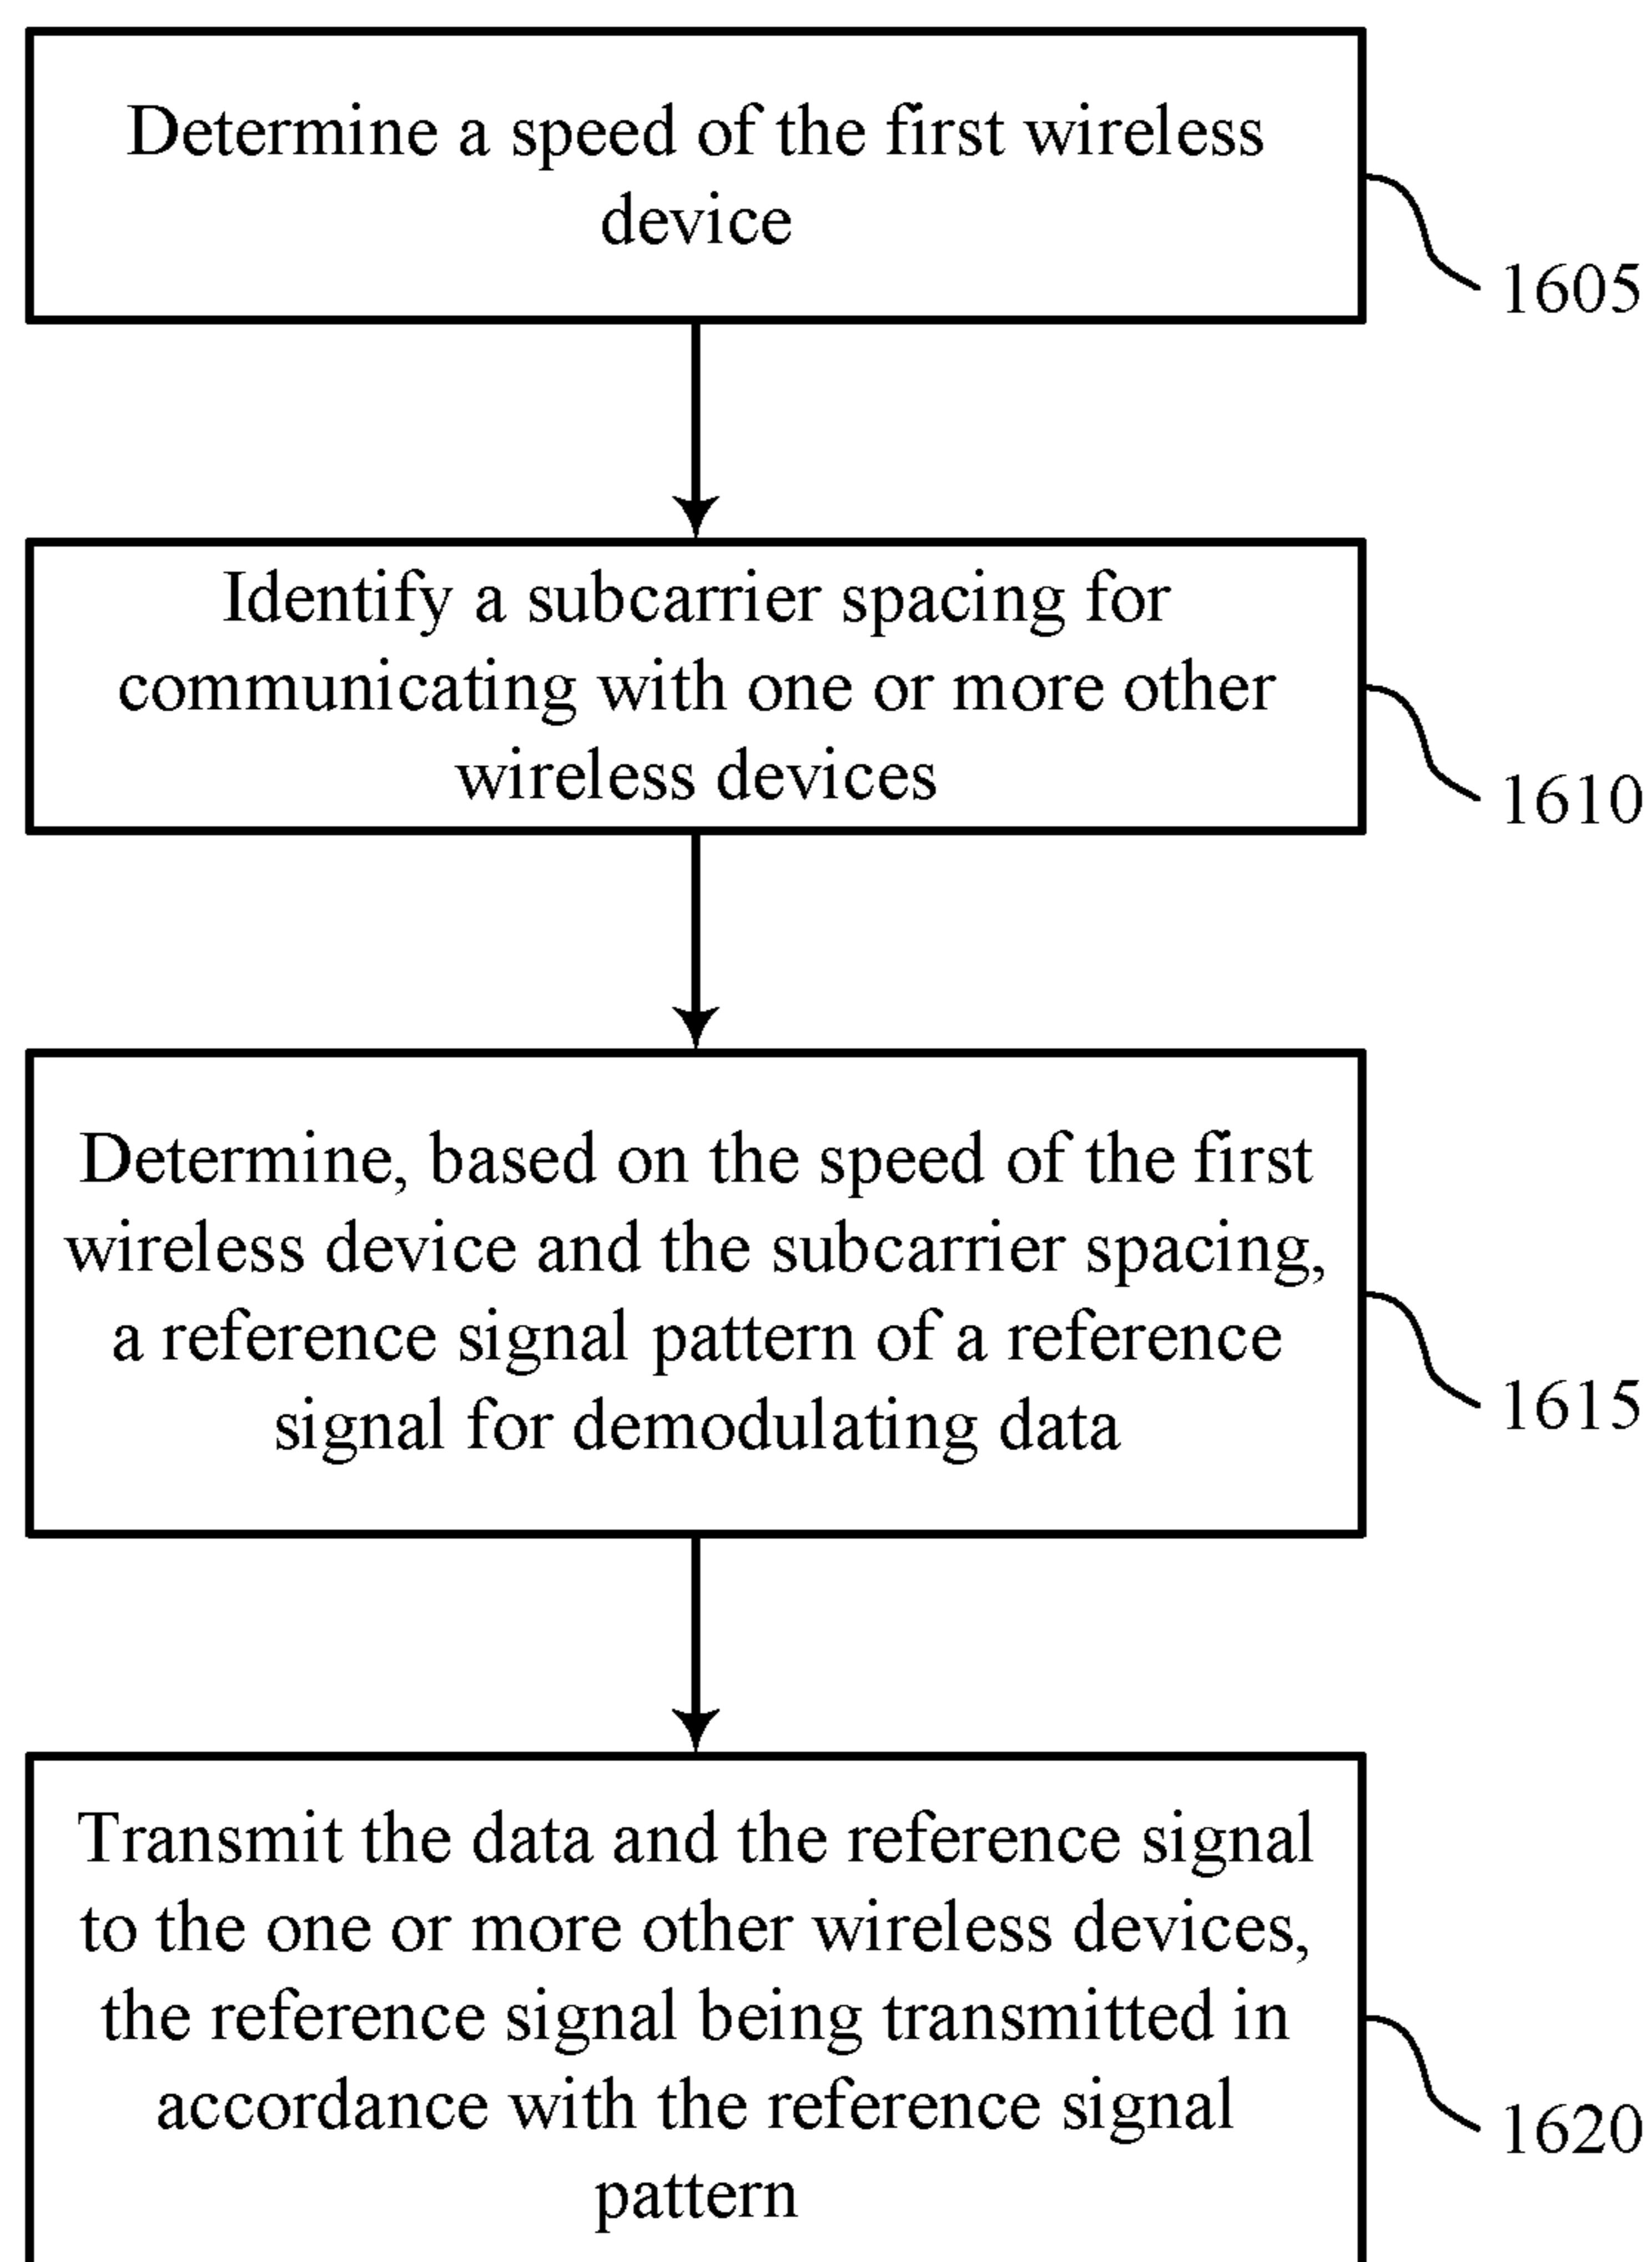 Determine a speed of the first wireless
device
1605
Identify a subcarrier spacing for
communicating with one or more other
wireless devices
1610
Determine, based on the speed of the first
wireless device and the subcarrier spacing,
a reference signal pattern of a reference
signal for demodulating data
1615
Transmit the data and the reference signal
to the one or more other wireless devices,
the reference signal being transmitted in
accordance with the reference signal
pattern
1620